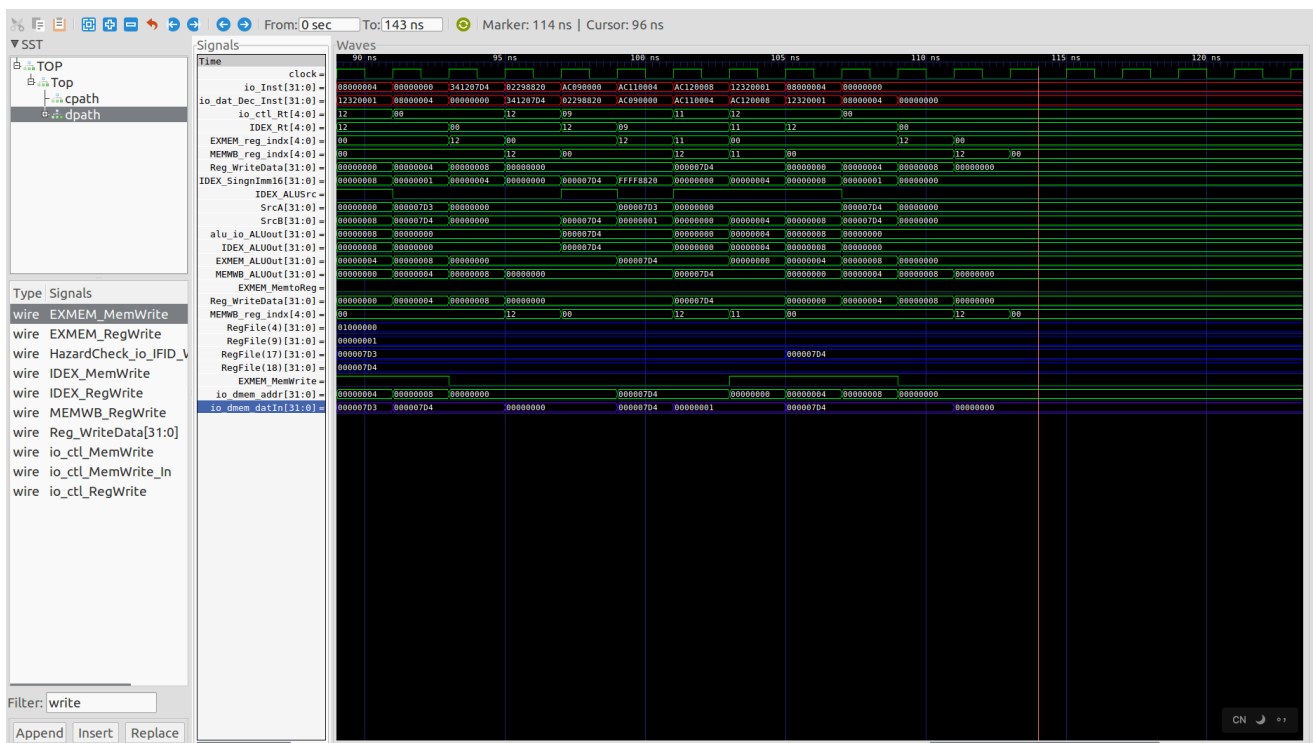 From: 0 sec To: 143 ns Marker: 114 ns | Cursor: 96 ns
▼SST
TOP
Top
cpath
dpath
Type Signals
wire EXMEM_MemWrite
wire EXMEM_RegWrite
wire HazardCheck_io_IFID_W
wire IDEX_MemWrite
wire IDEX_RegWrite
wire MEMWB_RegWrite
wire Reg_WriteData[31:0]
wire io_ctl_MemWrite
wire io_ctl_MemWrite_In
wire io_ctl_RegWrite
Filter: write
Append Insert Replace
Signals Waves
Time 90 ns 95 ns 100 ns 105 ns 110 ns 115 ns 120 ns
clock=
io_Inst[31:0]= 08000004 00000000 341207D4 02298820 AC090000 AC110004 AC120008 12320001 08000004 00000000
io_dat_Dec_Inst[31:0]= 12320001 08000004 00000000 341207D4 02298820 AC090000 AC110004 AC120008 12320001 08000004 00000000
io_ctl_Rt[4:0]= 12 00 12 09 11 12 00
IDEX_Rt[4:0]= 12 00 12 09 11 12 00
EXMEM_reg_indx[4:0]= 00 12 00 12 11 00 12 00
MEMWB_reg_indx[4:0]= 00 12 00 12 11 00 12 00
Reg_WriteData[31:0]= 00000000 00000004 00000008 00000000 000007D4 00000000 00000004 00000008 00000000
IDEX_SingnImm16[31:0]= 00000008 00000001 00000004 00000000 000007D4 FFFF8820 00000000 00000004 00000008 00000001 00000000
IDEX_ALUSrc=
SrcA[31:0]= 00000000 000007D3 00000000 000007D3 00000000 000007D4 00000000
SrcB[31:0]= 00000008 000007D4 00000000 000007D4 00000001 00000000 00000004 00000008 000007D4 00000000
alu_io_ALUOut[31:0]= 00000008 00000000 000007D4 00000000 00000004 00000008 00000000
IDEX_ALUOut[31:0]= 00000008 00000000 000007D4 00000000 00000004 00000008 00000000
EXMEM_ALUOut[31:0]= 00000004 00000008 00000000 000007D4 00000000 00000004 00000008 00000000
MEMWB_ALUOut[31:0]= 00000000 00000004 00000008 00000000 000007D4 00000000 00000004 00000008 00000000
EXMEM_MemtoReg=
Reg_WriteData[31:0]= 00000000 00000004 00000008 00000000 000007D4 00000000 00000004 00000008 00000000
MEMWB_reg_indx[4:0]= 00 12 00 12 11 00 12 00
RegFile(4)[31:0]= 01000000
RegFile(9)[31:0]= 00000001
RegFile(17)[31:0]= 000007D3 000007D4
RegFile(18)[31:0]= 000007D4
EXMEM_MemWrite=
io_dmem_addr[31:0]= 00000004 00000008 00000000 000007D4 00000000 00000004 00000008 00000000
io_dmem_datIn[31:0]= 000007D3 000007D4 00000000 000007D4 00000001 000007D4 00000000
CN